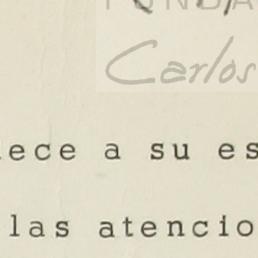 Carlos
ece a su es
las atencio